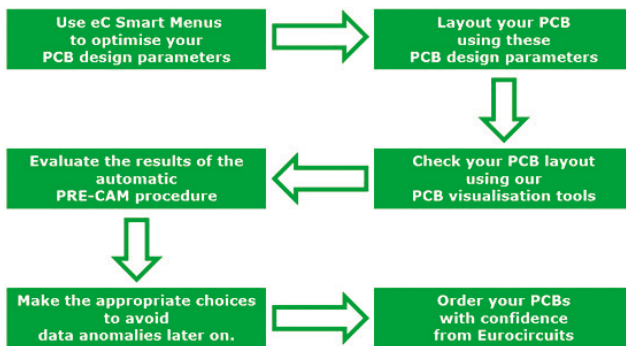 Use eC Smart Menus
to optimise your
PCB design parameters
Layout your PCB
using these
PCB design parameters
Check your PCB layout
using our
PCB visualisation tools
Evaluate the results of the
automatic
PRE-CAM procedure
Make the appropriate choices
to avoid
data anomalies later on.
Order your PCBs
with confidence
from Eurocircuits